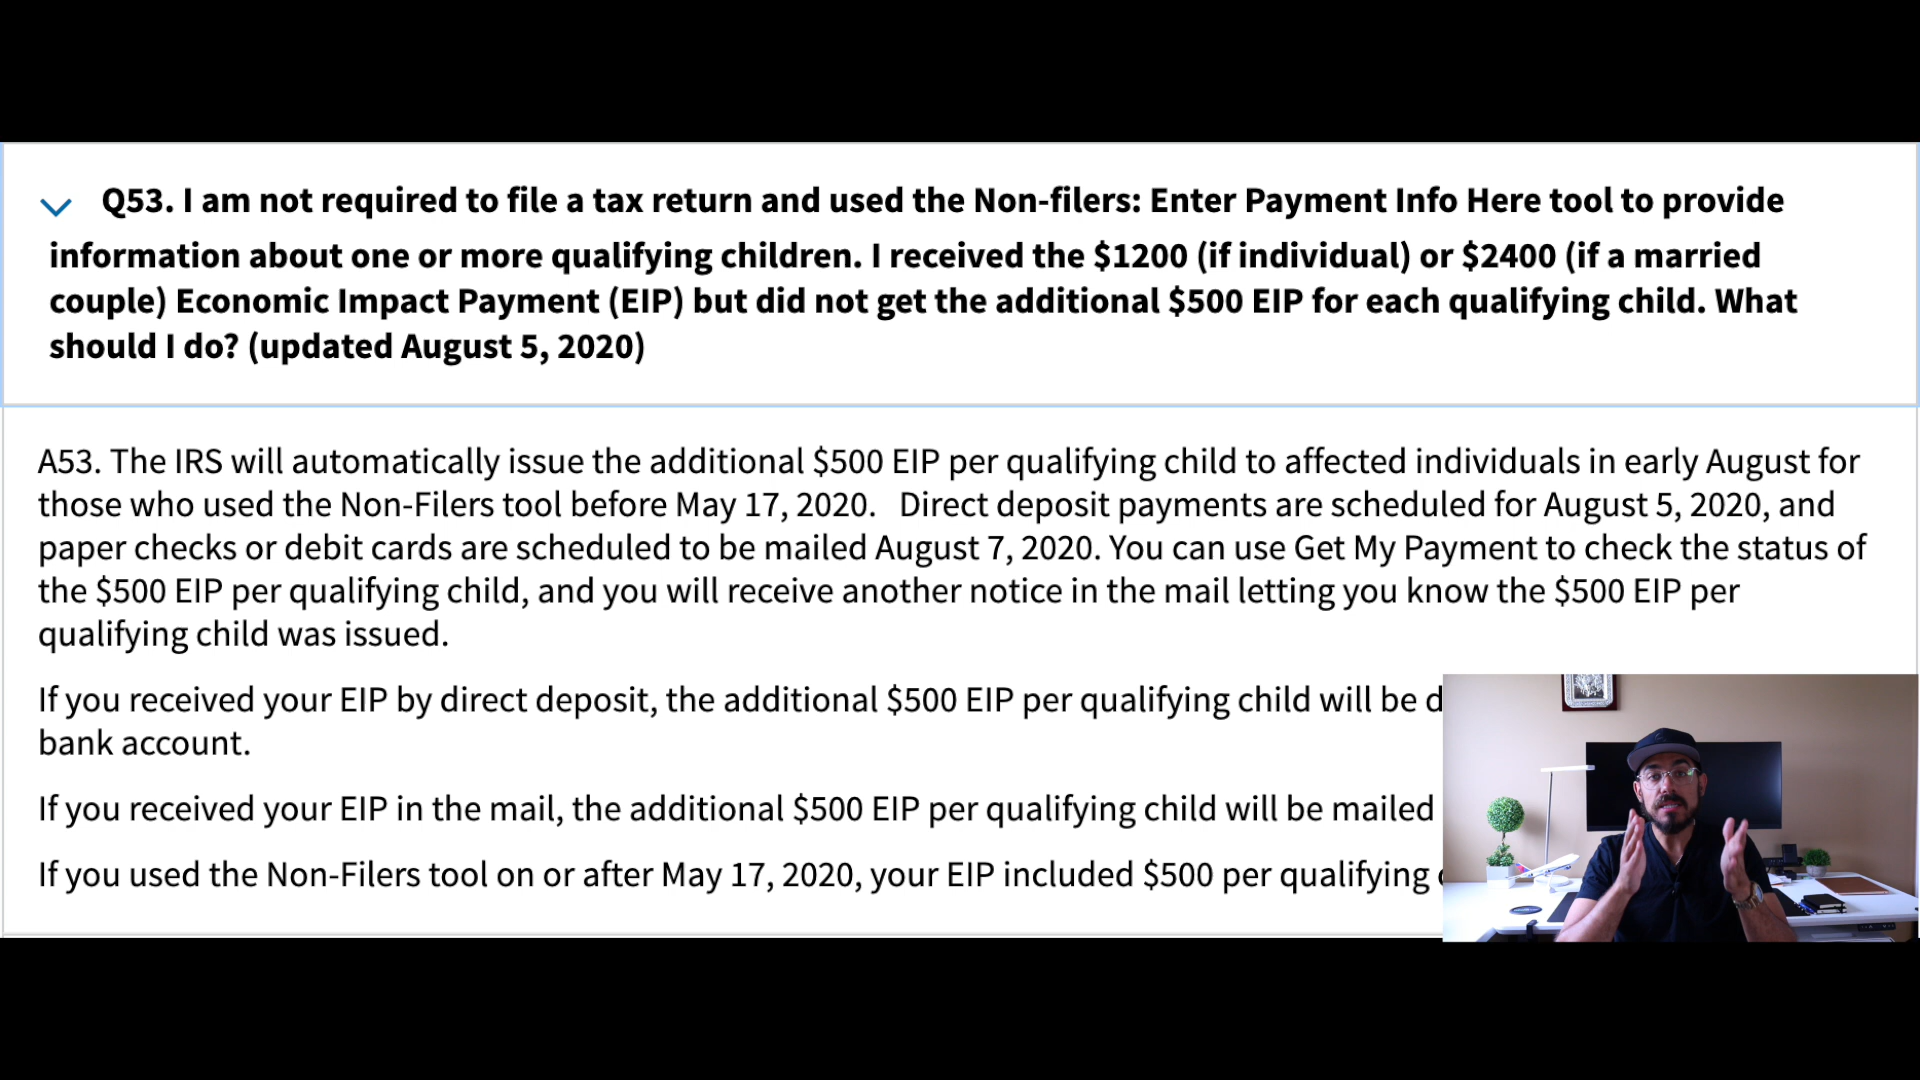 Q53. I am not required to file a tax return and used the Non-filers: Enter Payment Info Here tool to provide
information about one or more qualifying children. I received the $1200 (if individual) or $2400 (if a married
couple) Economic Impact Payment (EIP) but did not get the additional $500 EIP for each qualifying child. What
should I do? (updated August 5, 2020)
A53. The IRS will automatically issue the additional $500 EIP per qualifying child to affected individuals in early August for
those who used the Non-Filers tool before May 17, 2020. Direct deposit payments are scheduled for August 5, 2020, and
paper checks or debit cards are scheduled to be mailed August 7, 2020. You can use Get My Payment to check the status of
the $500 EIP per qualifying child, and you will receive another notice in the mail letting you know the $500 EIP per
qualifying child was issued.
If you received your EIP by direct deposit, the additional $500 EIP per qualifying child will be
bank account.
If you received your EIP in the mail, the additional $500 EIP per qualifying child will be mailed
If you used the Non-Filers tool on or after May 17, 2020, your EIP included $500 per qualifying